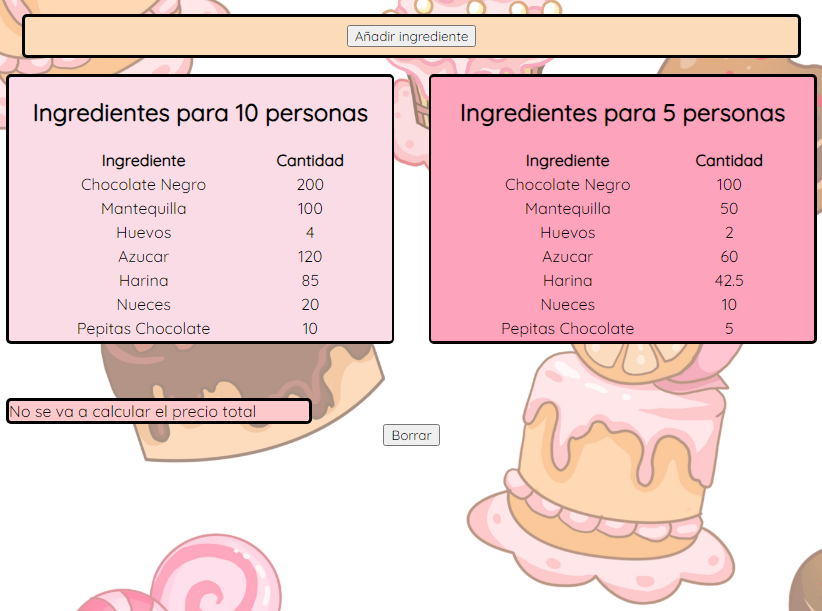 Añadir ingrediente
Ingredientes para 10 personas
Ingrediente Cantidad
Chocolate Negro 200
Mantequilla 100
Huevos 4
Azucar 120
Harina 85
Nueces 20
Pepitas Chocolate 10
Ingredientes para 5 personas
Ingrediente Cantidad
Chocolate Negro 100
Mantequilla 50
Huevos 2
Azucar 60
Harina 42.5
Nueces 10
Pepitas Chocolate 5
No se va a calcular el precio total
Borrar